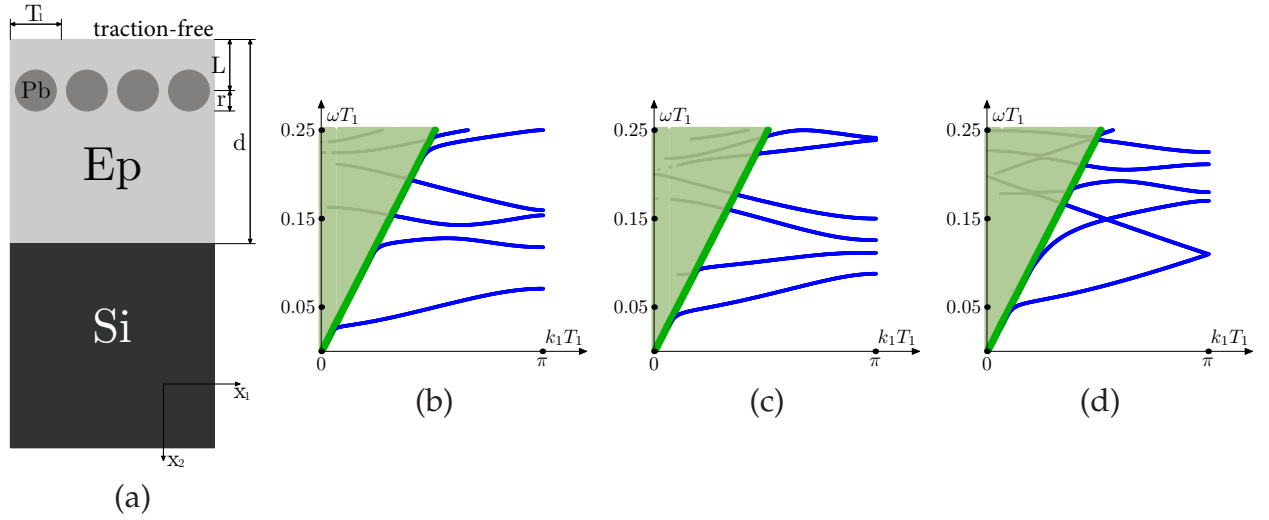 T₁
traction-free
L
Pb
r
d
Ep
Si
x₁
x₂
(a)
ωT₁
0.25
0.15
0.05
0
k₁T₁
π
(b)
ωT₁
0.25
0.15
0.05
0
k₁T₁
π
(c)
ωT₁
0.25
0.15
0.05
0
k₁T₁
π
(d)